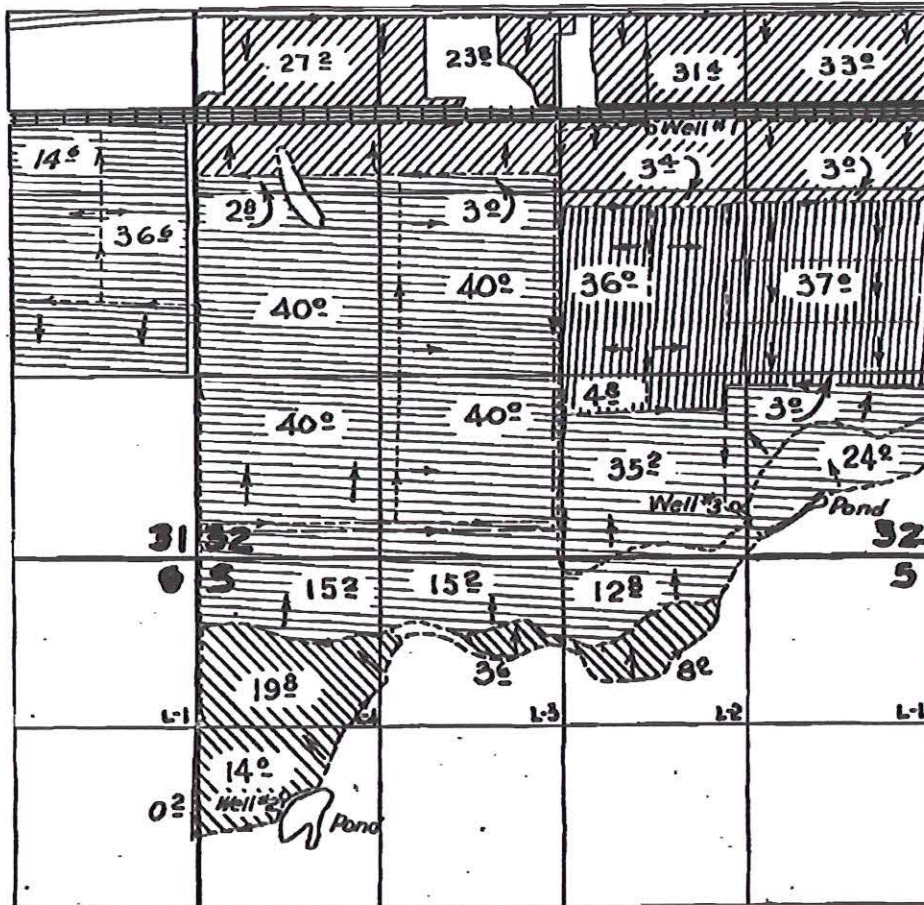 27² 23⁸ 31⁴ 33⁰
Well #1
14⁶ 3⁴ 3⁰
2⁸ 3⁰
36⁶
40⁰ 40⁰ 36⁰ 37⁰
4⁸ 3⁰
40⁰ 40⁰
35² 24²
Well #3 Pond
31 32 32
6 5 5
15² 15² 12⁸
3⁶ 8²
19⁸
L-1 L-3 L-2 L-1
14⁰
0² Well #2
Pond